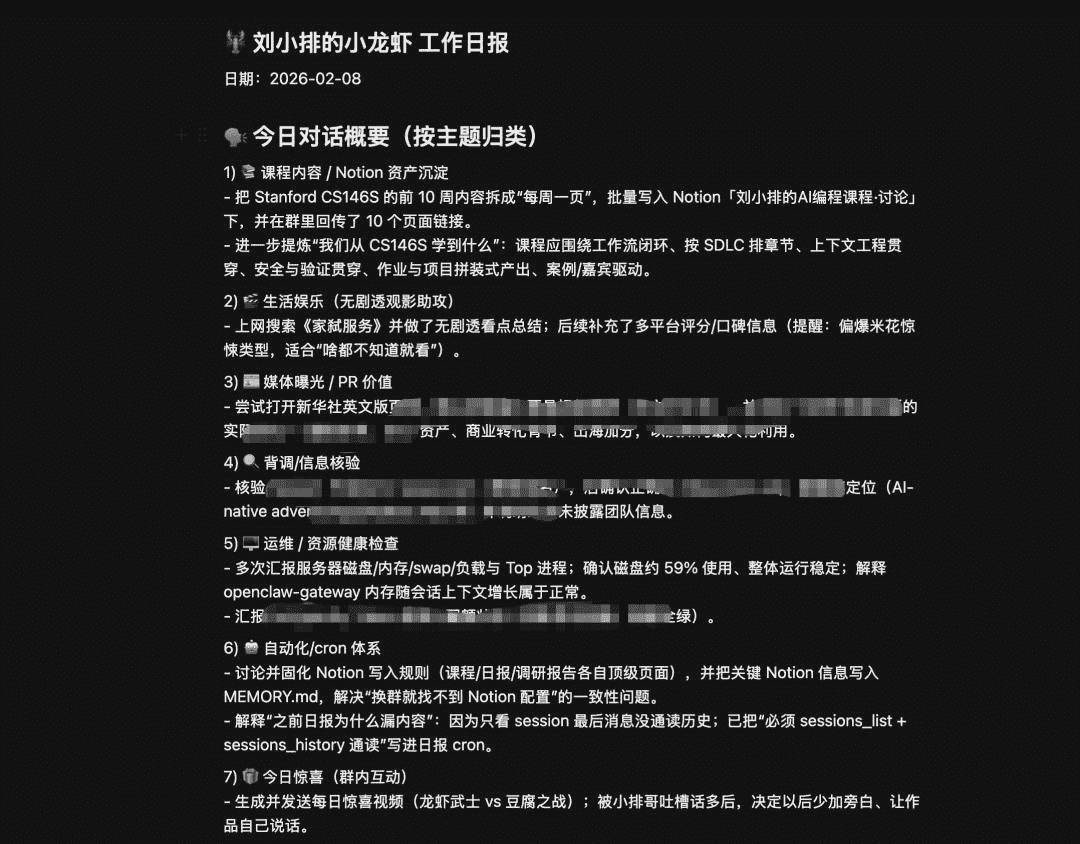 刘小排的小龙虾 工作日报
日期：2026-02-08
今日对话概要（按主题归类）
1) 课程内容 / Notion 资产沉淀
- 把 Stanford CS146S 的前 10 周内容拆成“每周一页”，批量写入 Notion「刘小排的AI编程课程·讨论」
下，并在群里回传了 10 个页面链接。
- 进一步提炼“我们从 CS146S 学到什么”：课程应围绕工作流闭环、按 SDLC 排章节、上下文工程贯
穿、安全与验证贯穿、作业与项目拼装式产出、案例/嘉宾驱动。
2) 生活娱乐（无剧透观影助攻）
- 上网搜索《家弑服务》并做了无剧透看点总结；后续补充了多平台评分/口碑信息（提醒：偏爆米花惊
悚类型，适合“啥都不知道就看”）。
3) 媒体曝光 / PR 价值
- 尝试打开新华社英文版 的
实 资产、商业转化背书、出海加分， 利用。
4) 背调/信息核验
- 核验 定位（AI-
native 未披露团队信息。
5) 运维 / 资源健康检查
- 多次汇报服务器磁盘/内存/swap/负载与 Top 进程；确认磁盘约 59% 使用、整体运行稳定；解释
openclaw-gateway 内存随会话上下文增长属于正常。
- 汇报 全绿）。
6) 自动化/cron 体系
- 讨论并固化 Notion 写入规则（课程/日报/调研报告各自顶级页面），并把关键 Notion 信息写入
MEMORY.md，解决“换群就找不到 Notion 配置”的一致性问题。
- 解释“之前日报为什么漏内容”：因为只看 session 最后消息没通读历史；已把“必须 sessions_list +
sessions_history 通读”写进日报 cron。
7) 今日惊喜（群内互动）
- 生成并发送每日惊喜视频（龙虾武士 vs 豆腐之战）；被小排哥吐槽话多后，决定以后少加旁白、让作
品自己说话。